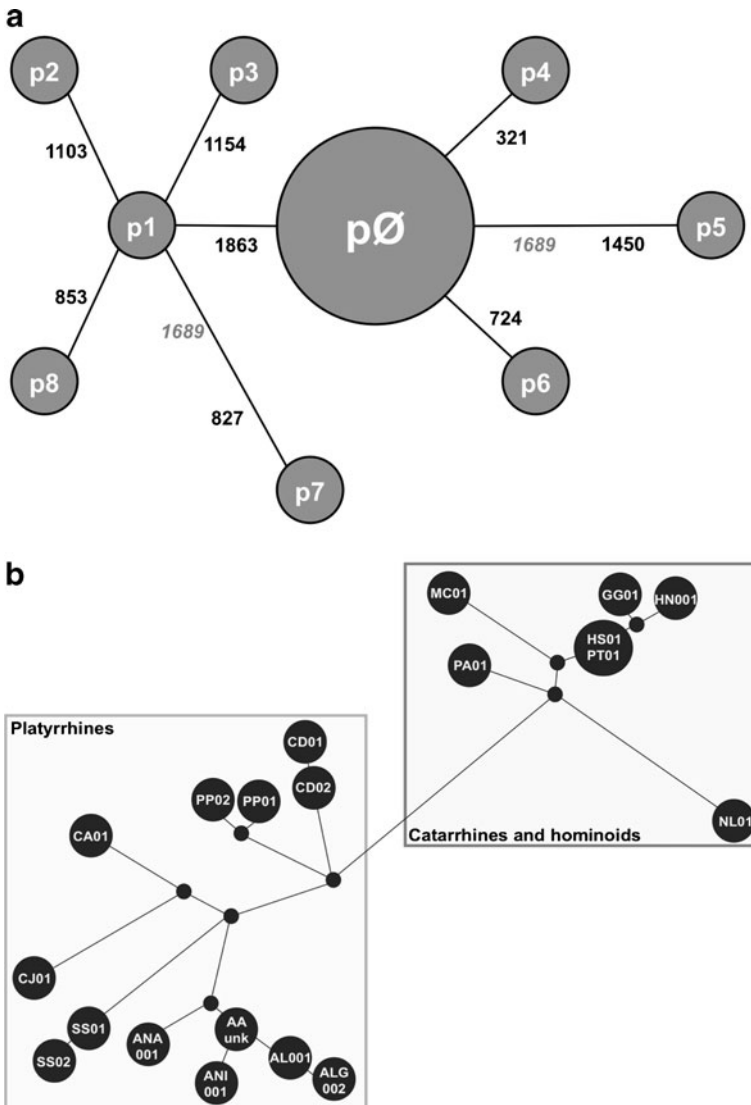 a
p2
p3
p4
1103
1154
321
p1
pØ
p5
1863
1689
1450
853
724
1689
p8
p6
827
p7
b
MC01
GG01
HN001
HS01
PT01
PA01
Platyrrhines
CD01
PP02
PP01
CD02
CA01
NL01
Catarrhines and hominoids
CJ01
SS01
AA
unk
ANA
001
SS02
AL001
ANI
001
ALG
002